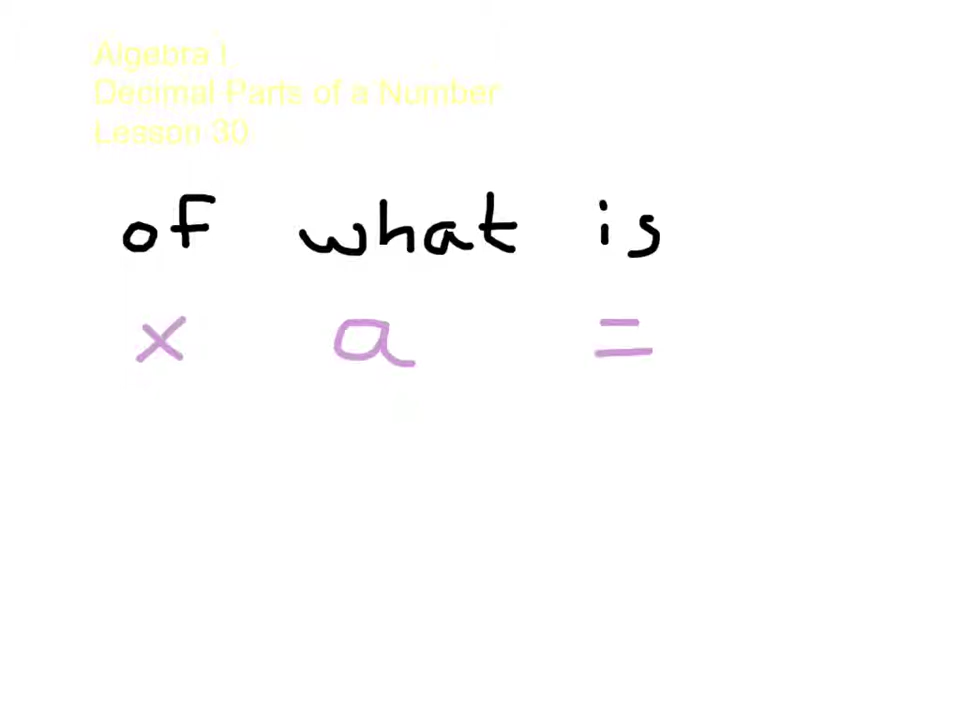 Algebra I
Decimal Parts of a Number
Lesson 30
of what is
× a =